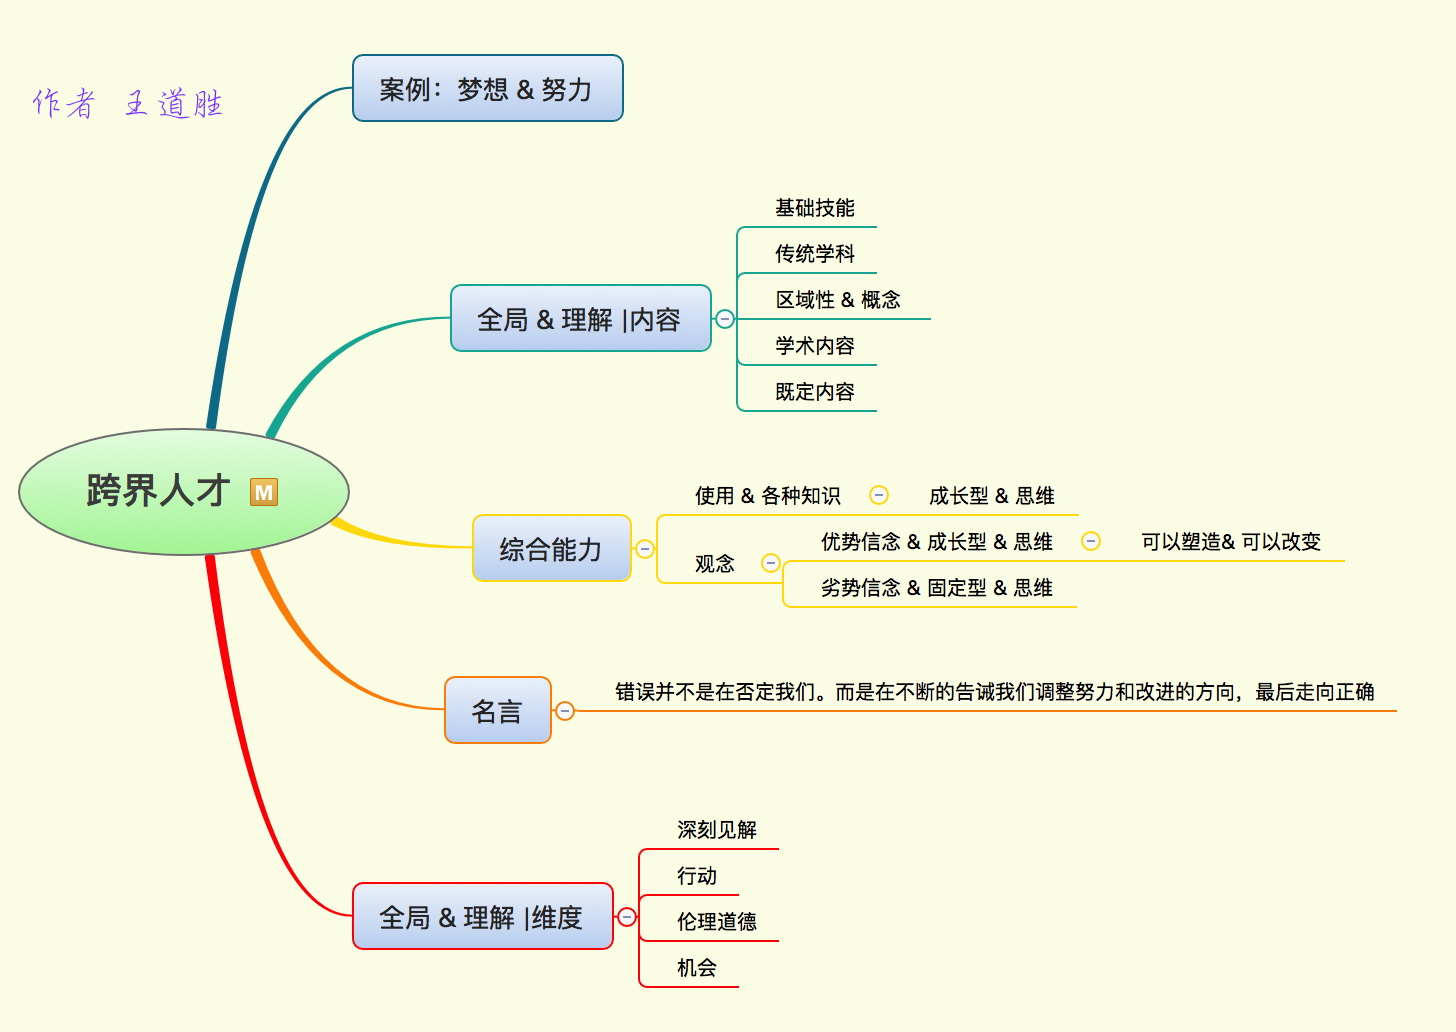 作者 王道胜
案例：梦想 & 努力
全局 & 理解 |内容
基础技能
传统学科
区域性 & 概念
学术内容
既定内容
跨界人才 M
综合能力
使用 & 各种知识
成长型 & 思维
观念
优势信念 & 成长型 & 思维
可以塑造& 可以改变
劣势信念 & 固定型 & 思维
名言
错误并不是在否定我们。而是在不断的告诫我们调整努力和改进的方向，最后走向正确
全局 & 理解 |维度
深刻见解
行动
伦理道德
机会